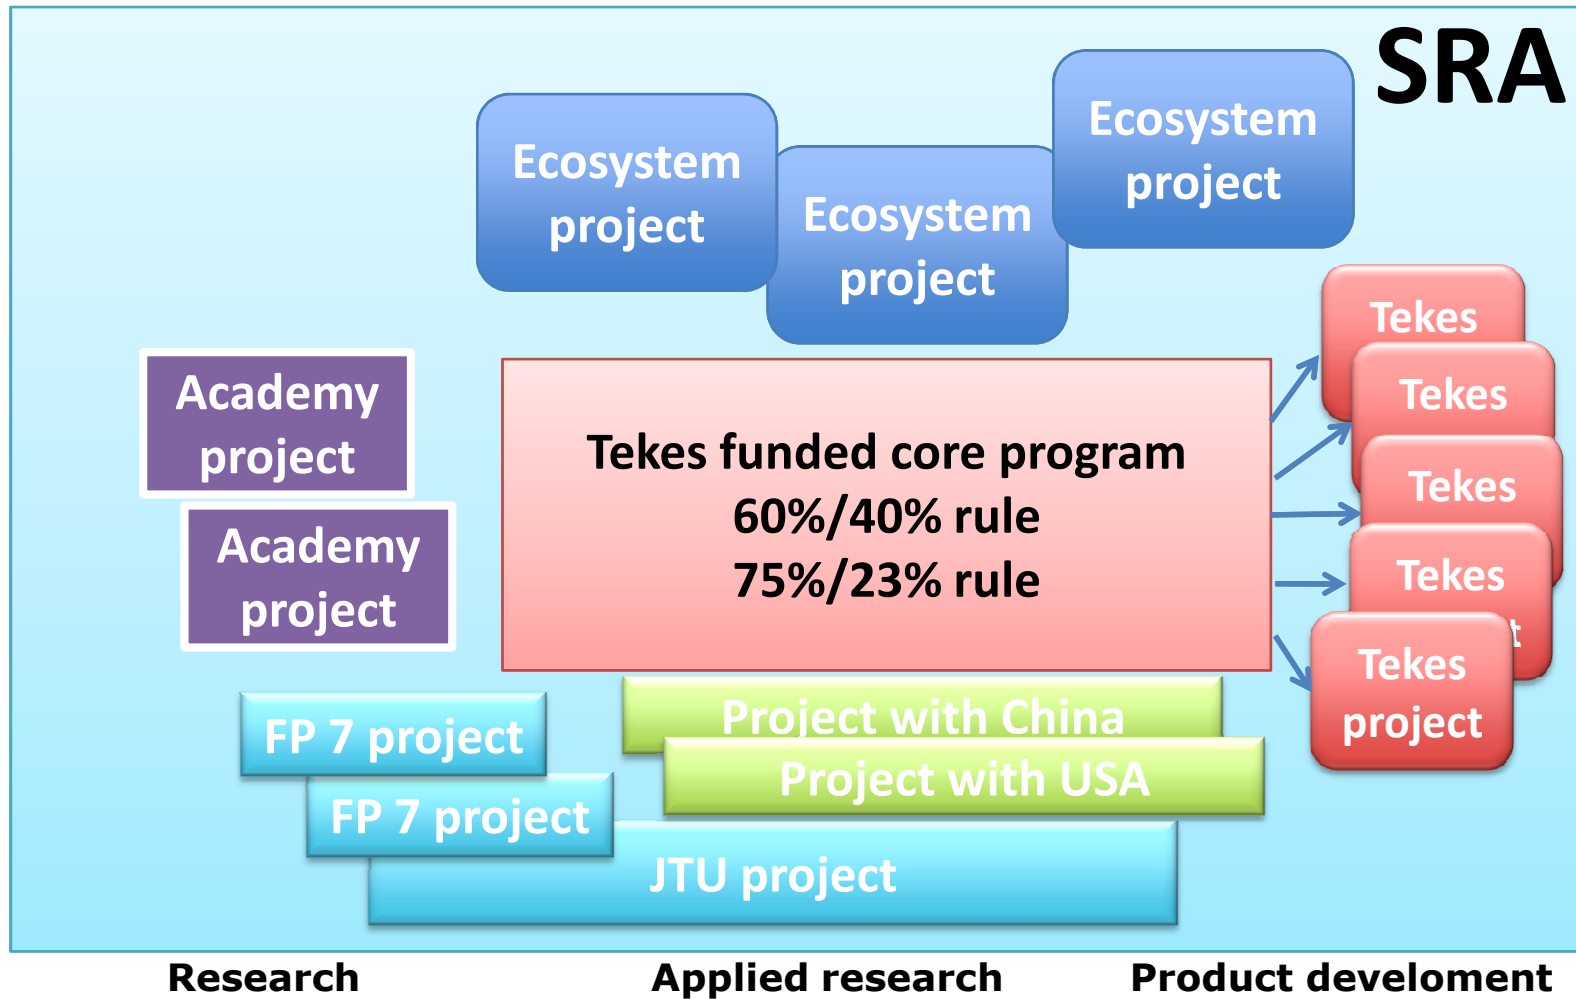 SRA
Ecosystem
project
Ecosystem
project
Ecosystem
project
Academy
project
Academy
project
Tekes funded core program
60%/40% rule
75%/23% rule
Tekes
Tekes
Tekes
Tekes
t
Tekes
project
Project with China
Project with USA
FP 7 project
FP 7 project
JTU project
Research
Applied research
Product develoment